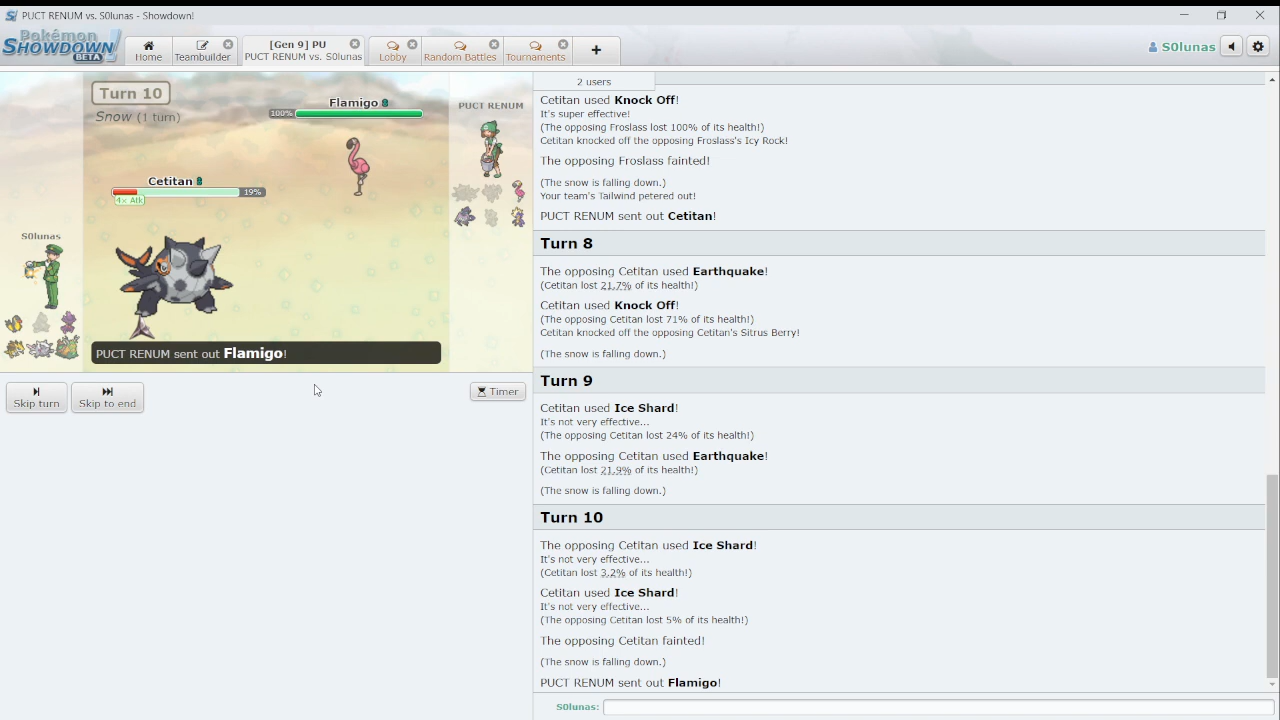 PUCT RENUM vs. S0lunas - Showdown!
Pokémon
SHOWDOWN!
BETA
Home
Teambuilder
[Gen 9] PU
PUCT RENUM vs. S0lunas
Lobby
Random Battles
Tournaments
+
S0lunas
Turn 10
Snow (1 turn)
Flamigo
100%
PUCT RENUM
Cetitan
19%
4× Atk
S0lunas
PUCT RENUM sent out Flamigo!
Skip turn
Skip to end
Timer
2 users
Cetitan used Knock Off!
It's super effective!
(The opposing Froslass lost 100% of its health!)
Cetitan knocked off the opposing Froslass's Icy Rock!
The opposing Froslass fainted!
(The snow is falling down.)
Your team's Tailwind petered out!
PUCT RENUM sent out Cetitan!
Turn 8
The opposing Cetitan used Earthquake!
(Cetitan lost 21.7% of its health!)
Cetitan used Knock Off!
(The opposing Cetitan lost 71% of its health!)
Cetitan knocked off the opposing Cetitan's Sitrus Berry!
(The snow is falling down.)
Turn 9
Cetitan used Ice Shard!
It's not very effective...
(The opposing Cetitan lost 24% of its health!)
The opposing Cetitan used Earthquake!
(Cetitan lost 21.9% of its health!)
(The snow is falling down.)
Turn 10
The opposing Cetitan used Ice Shard!
It's not very effective...
(Cetitan lost 3.2% of its health!)
Cetitan used Ice Shard!
It's not very effective...
(The opposing Cetitan lost 5% of its health!)
The opposing Cetitan fainted!
(The snow is falling down.)
PUCT RENUM sent out Flamigo!
S0lunas: